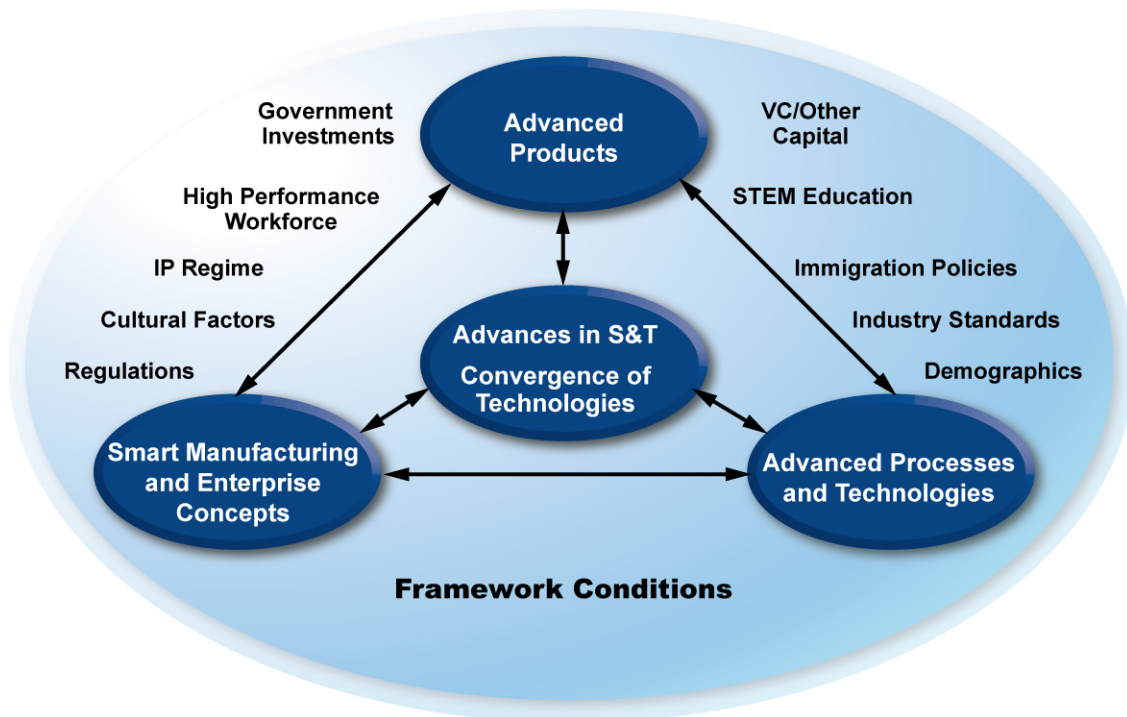 Government
Investments
Advanced
Products
VC/Other
Capital
High Performance
Workforce
STEM Education
IP Regime
Immigration Policies
Cultural Factors
Advances in S&T
Convergence of
Technologies
Industry Standards
Regulations
Demographics
Smart Manufacturing
and Enterprise
Concepts
Advanced Processes
and Technologies
Framework Conditions